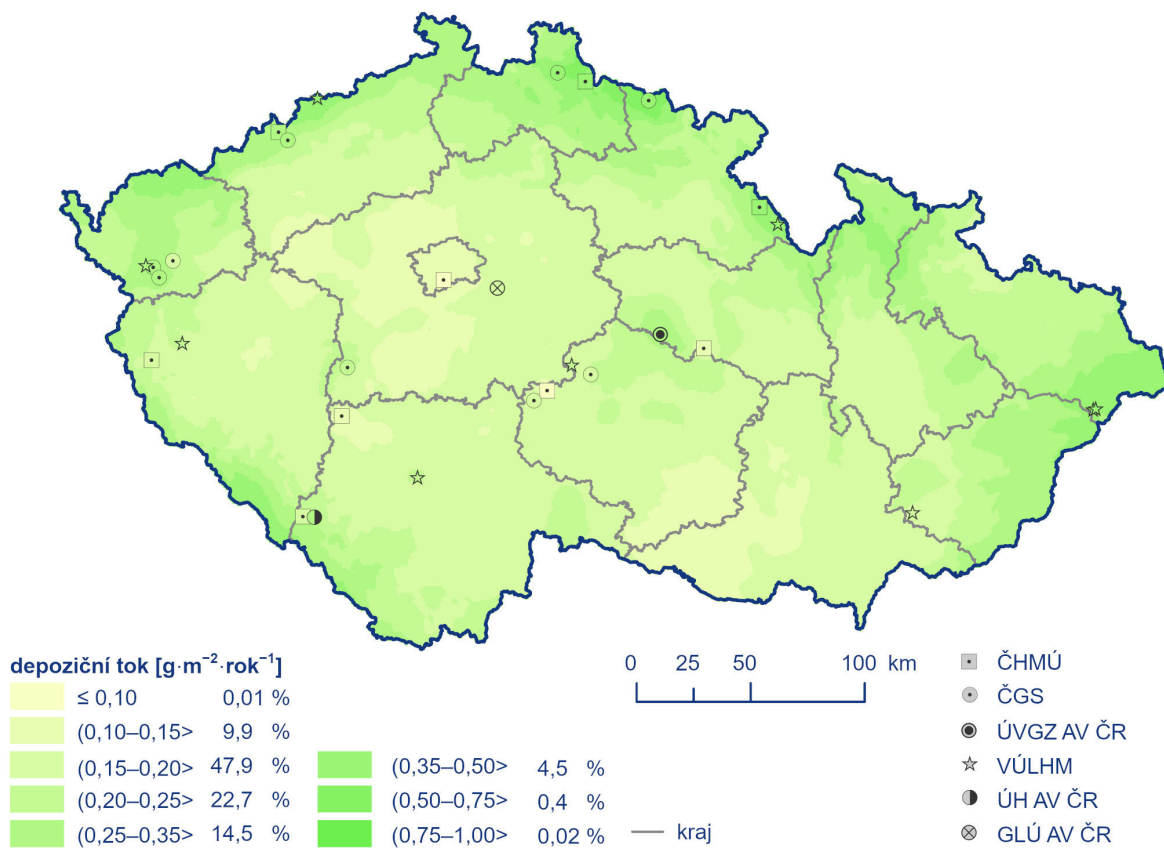 depoziční tok [g·m⁻²·rok⁻¹]
≤ 0,10 0,01 %
(0,10–0,15> 9,9 %
(0,15–0,20> 47,9 %
(0,20–0,25> 22,7 %
(0,25–0,35> 14,5 %
(0,35–0,50> 4,5 %
(0,50–0,75> 0,4 %
(0,75–1,00> 0,02 %
0 25 50 100 km
kraj
ČHMÚ
ČGS
ÚVGZ AV ČR
VÚLHM
ÚH AV ČR
GLÚ AV ČR